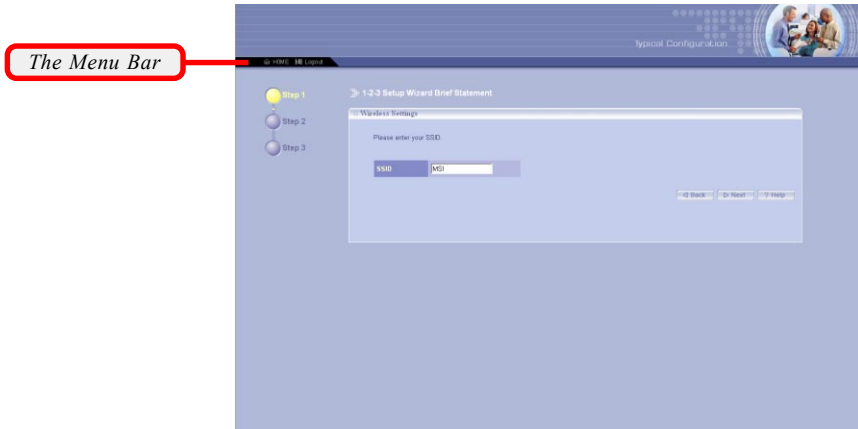 Typical Configuration
The Menu Bar
HOME Logout
Step 1
Step 2
Step 3
1-2-3 Setup Wizard Brief Statement
Wireless Settings
Please enter your SSID.
SSID
MSI
Back
Next
Help